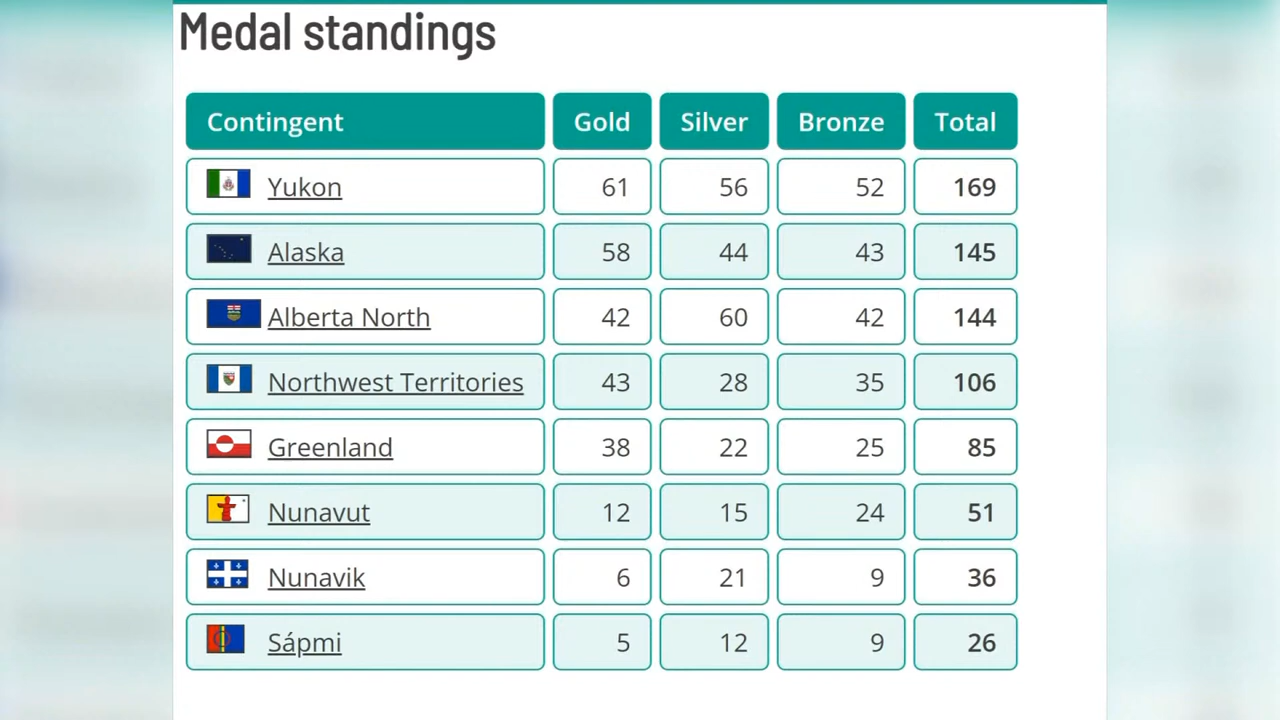 Medal standings
Contingent Gold Silver Bronze Total
Yukon 61 56 52 169
Alaska 58 44 43 145
Alberta North 42 60 42 144
Northwest Territories 43 28 35 106
Greenland 38 22 25 85
Nunavut 12 15 24 51
Nunavik 6 21 9 36
Sápmi 5 12 9 26